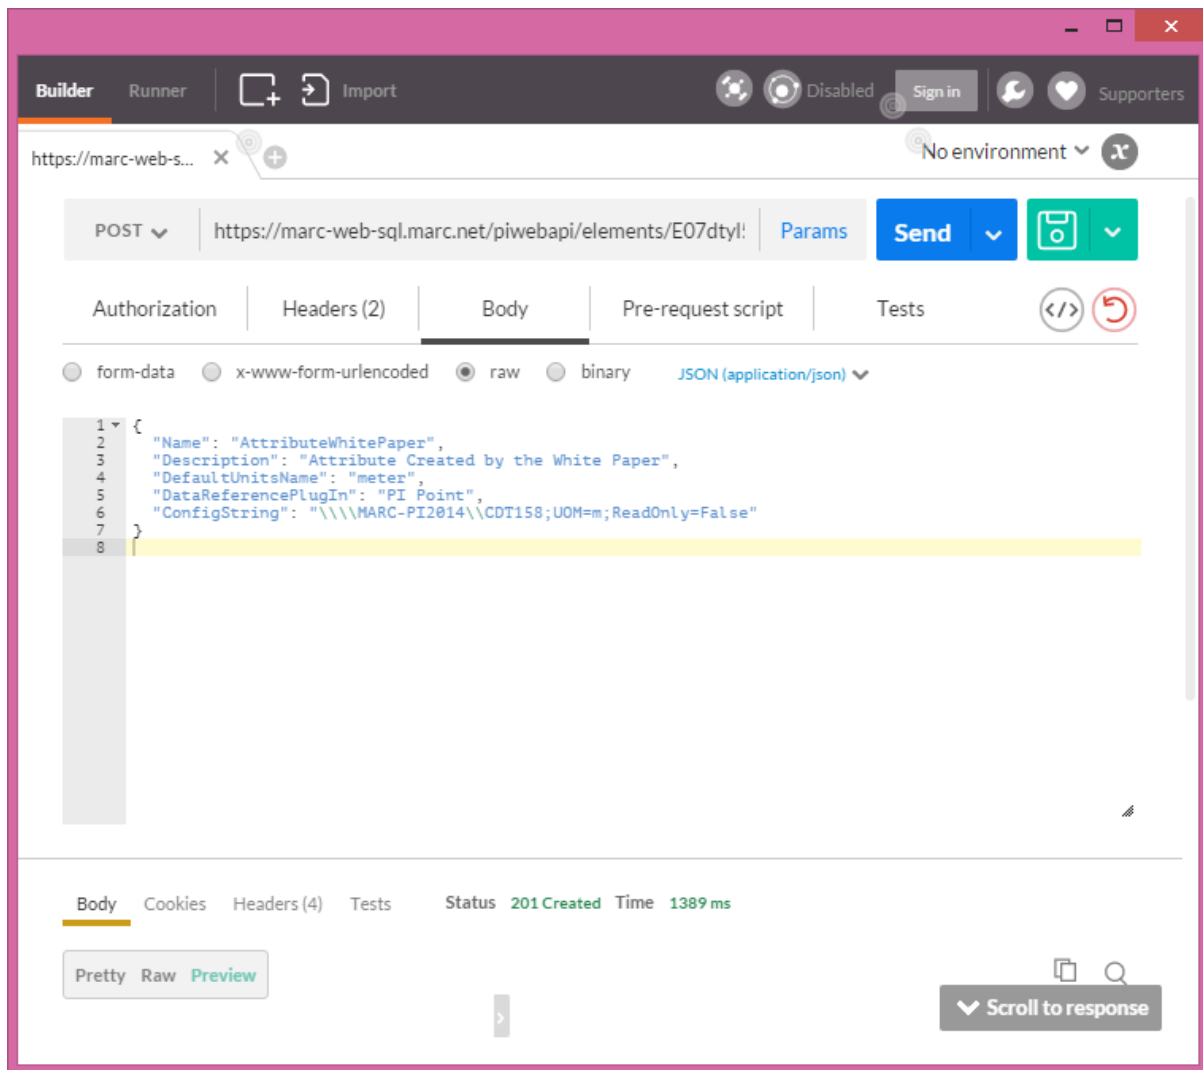 Builder Runner Import Disabled Sign in Supporters
https://marc-web-s... No environment x
POST https://marc-web-sql.marc.net/piwebapi/elements/E07dtyl! Params Send
Authorization Headers (2) Body Pre-request script Tests </>
form-data x-www-form-urlencoded raw binary JSON (application/json)
1 {
2 "Name": "AttributeWhitePaper",
3 "Description": "Attribute Created by the White Paper",
4 "DefaultUnitsName": "meter",
5 "DataReferencePlugIn": "PI Point",
6 "ConfigString": "\\\\MARC-PI2014\\CDT158;UOM=m;ReadOnly=False"
7 }
8
Body Cookies Headers (4) Tests Status 201 Created Time 1389 ms
Pretty Raw Preview
Scroll to response